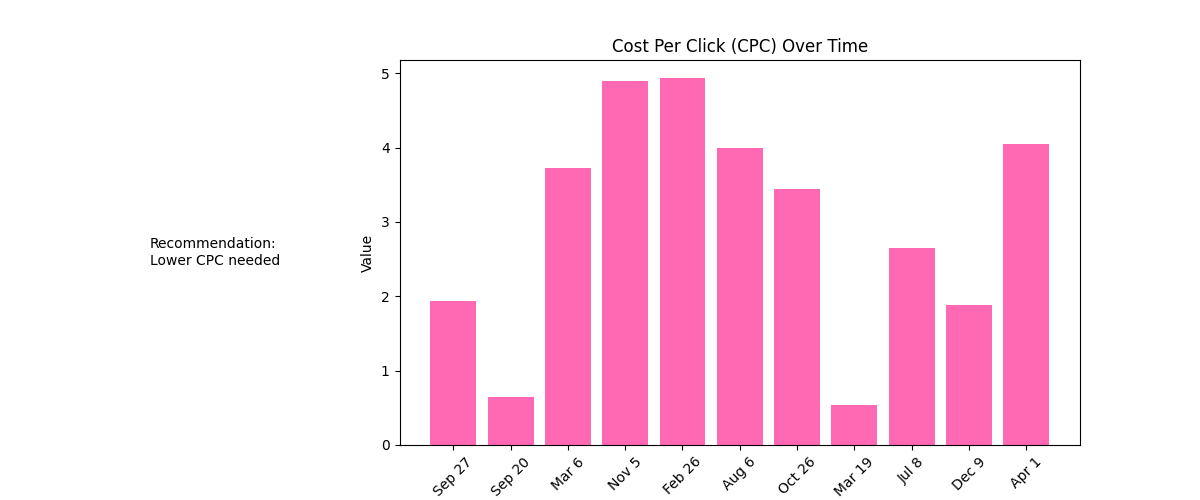 Cost Per Click (CPC) Over Time
Recommendation:
Lower CPC needed
Value
5
4
3
2
1
0
Sep 27
Sep 20
Mar 6
Nov 5
Feb 26
Aug 6
Oct 26
Mar 19
Jul 8
Dec 9
Apr 1